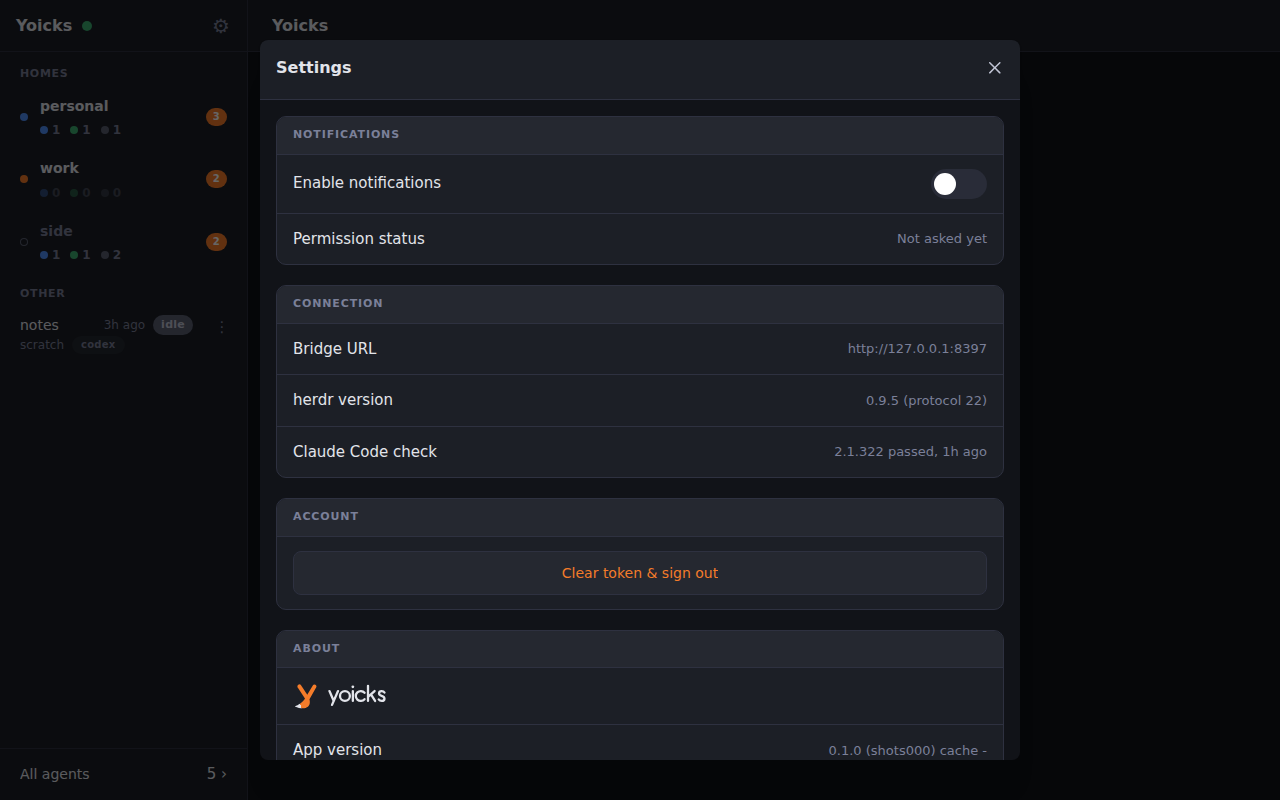 Yoicks
Yoicks
HOMES
personal
3
1 1 1
work
2
0 0 0
side
2
1 1 2
OTHER
notes 3h ago idle
scratch codex
All agents 5 ›
Settings
NOTIFICATIONS
Enable notifications
Permission status Not asked yet
CONNECTION
Bridge URL http://127.0.0.1:8397
herdr version 0.9.5 (protocol 22)
Claude Code check 2.1.322 passed, 1h ago
ACCOUNT
Clear token & sign out
ABOUT
yoicks
App version 0.1.0 (shots000) cache -